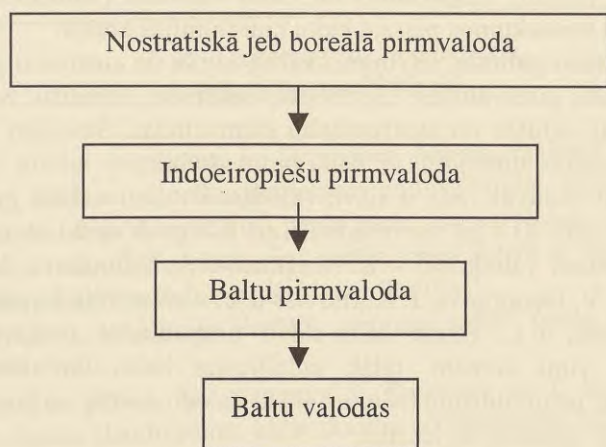 Nostratiskā jeb boreālā pirmvaloda
Indoeiropiešu pirmvaloda
Baltu pirmvaloda
Baltu valodas